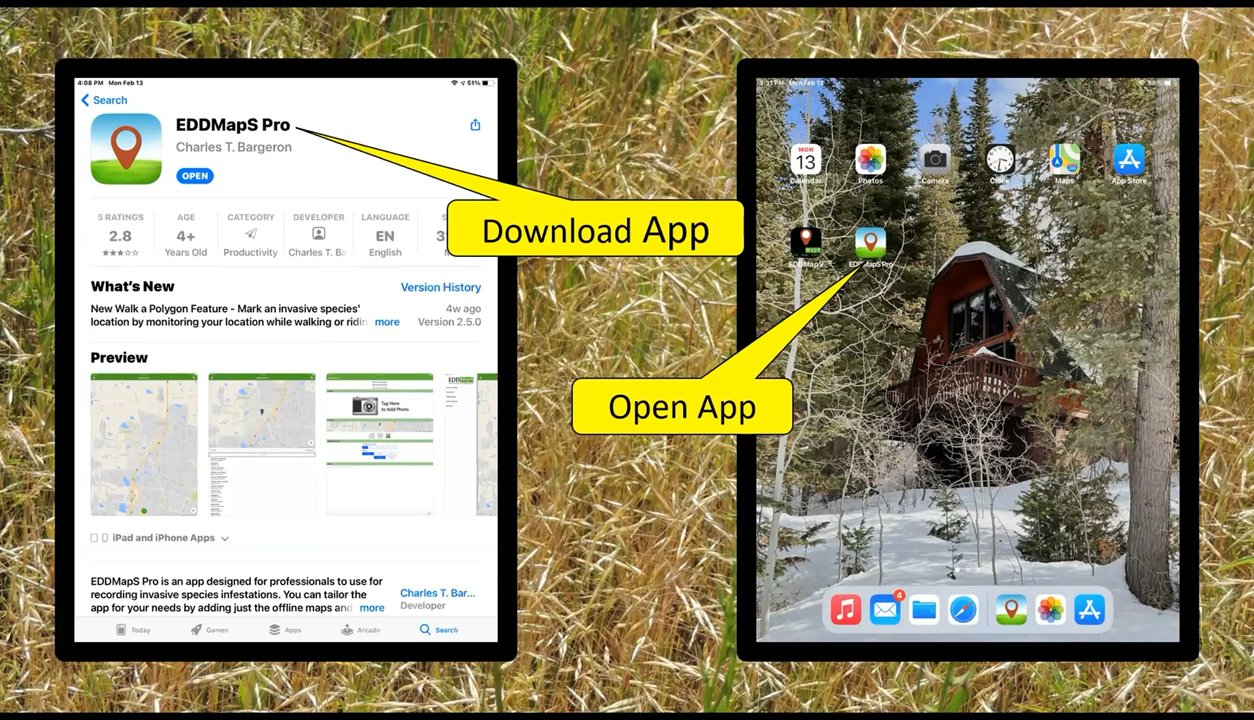 4:08 PM Mon Feb 13
51%
Search
EDDMapS Pro
Charles T. Bargeron
OPEN
5 RATINGS
2.8
AGE
4+
Years Old
CATEGORY
Productivity
DEVELOPER
Charles T. Ba
LANGUAGE
EN
English
What's New
Version History
New Walk a Polygon Feature - Mark an invasive species'
location by monitoring your location while walking or ridin
more
4w ago
Version 2.5.0
Preview
Tap Here
to Add Photo
EDDMapS
iPad and iPhone Apps
EDDMapS Pro is an app designed for professionals to use for
recording invasive species infestations. You can tailor the
app for your needs by adding just the offline maps and
more
Charles T. Bar...
Developer
Today
Games
Apps
Arcade
Search
Download App
MON
13
Calendar
Photos
Camera
Clock
Maps
App Store
EDDMapS
EDDMapS Pro
Open App
4